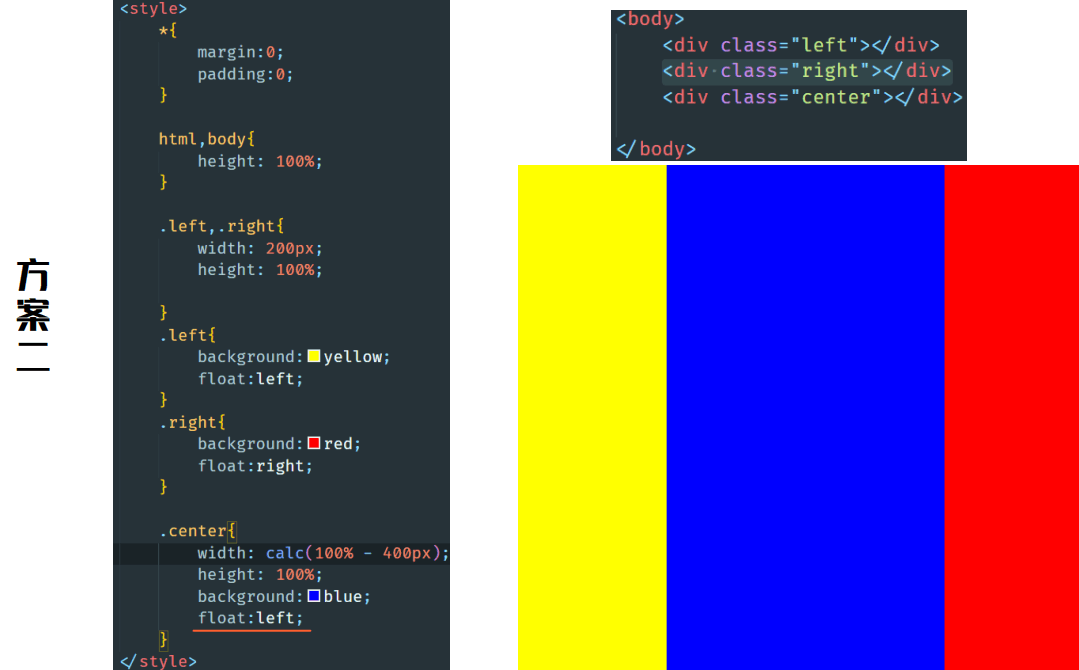 方案二
<style>
*{
margin:0;
padding:0;
}
html,body{
height: 100%;
}
.left,.right{
width: 200px;
height: 100%;
}
.left{
background:yellow;
float:left;
}
.right{
background:red;
float:right;
}
.center{
width: calc(100% - 400px);
height: 100%;
background:blue;
float:left;
}
</style>
<body>
<div class="left"></div>
<div class="right"></div>
<div class="center"></div>
</body>